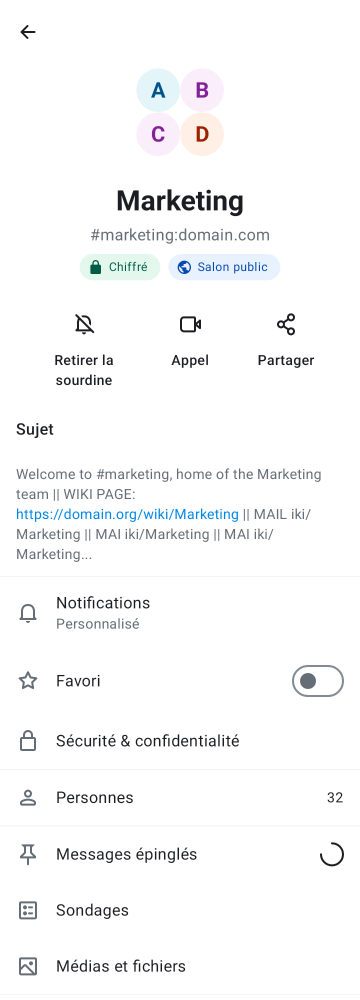 A B
C D
Marketing
#marketing:domain.com
Chiffré Salon public
Retirer la
sourdine
Appel
Partager
Sujet
Welcome to #marketing, home of the Marketing
team || WIKI PAGE:
https://domain.org/wiki/Marketing || MAIL iki/
Marketing || MAI iki/Marketing || MAI iki/
Marketing...
Notifications
Personnalisé
Favori
Sécurité & confidentialité
Personnes 32
Messages épinglés
Sondages
Médias et fichiers